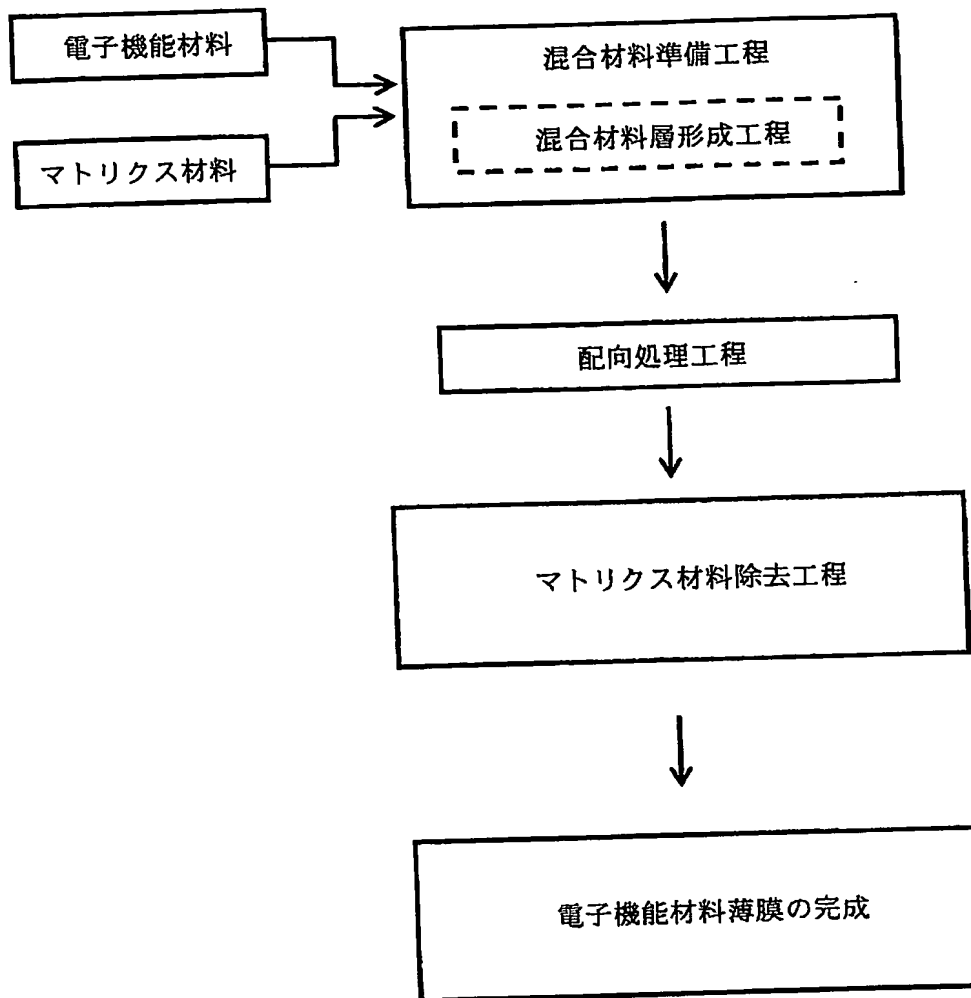 電子機能材料
マトリクス材料
混合材料準備工程
混合材料層形成工程
配向処理工程
マトリクス材料除去工程
電子機能材料薄膜の完成